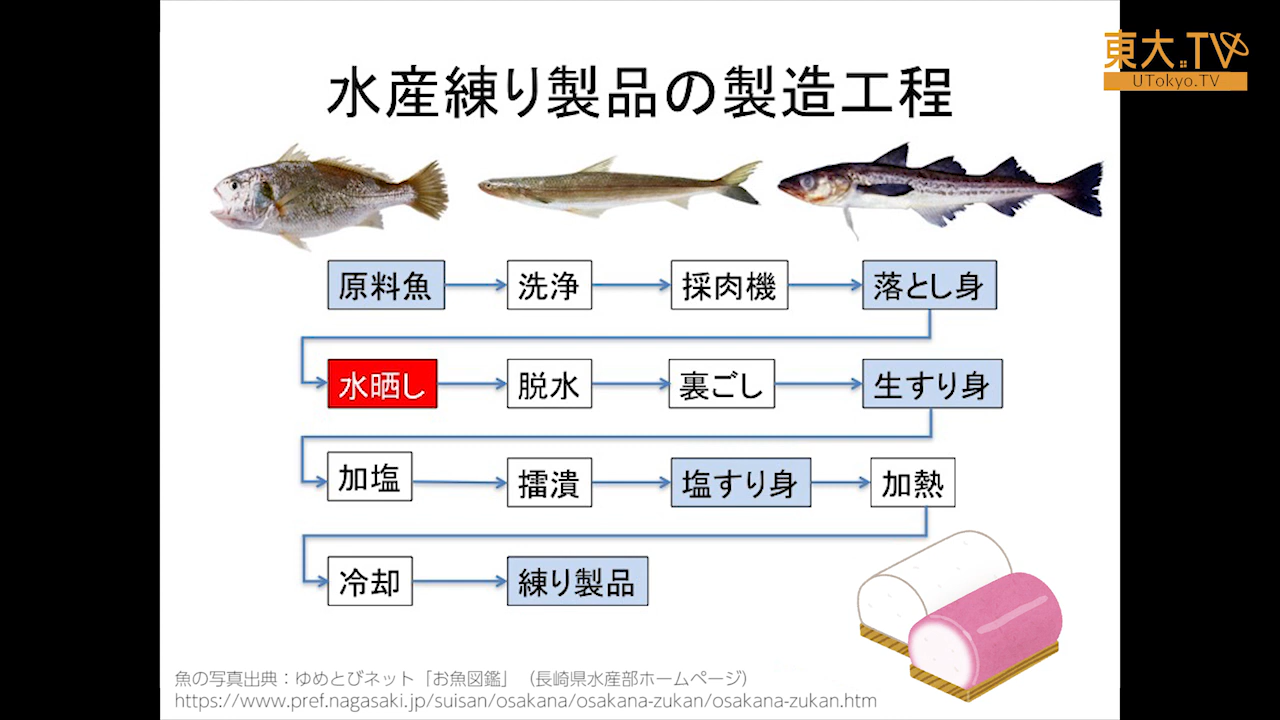 東大.TV
UTokyo.TV
水産練り製品の製造工程
原料魚
洗浄
採肉機
落とし身
水晒し
脱水
裏ごし
生すり身
加塩
擂潰
塩すり身
加熱
冷却
練り製品
魚の写真出典：ゆめとびネット「お魚図鑑」（長崎県水産部ホームページ）
https://www.pref.nagasaki.jp/suisan/osakana/osakana-zukan/osakana-zukan.htm